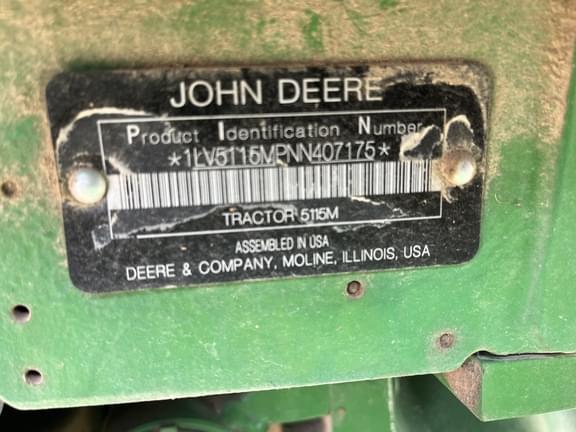 JOHN DEERE
Product Identification Number
*1LV5115MPNN407175*
TRACTOR 5115M
ASSEMBLED IN USA
DEERE & COMPANY, MOLINE, ILLINOIS, USA